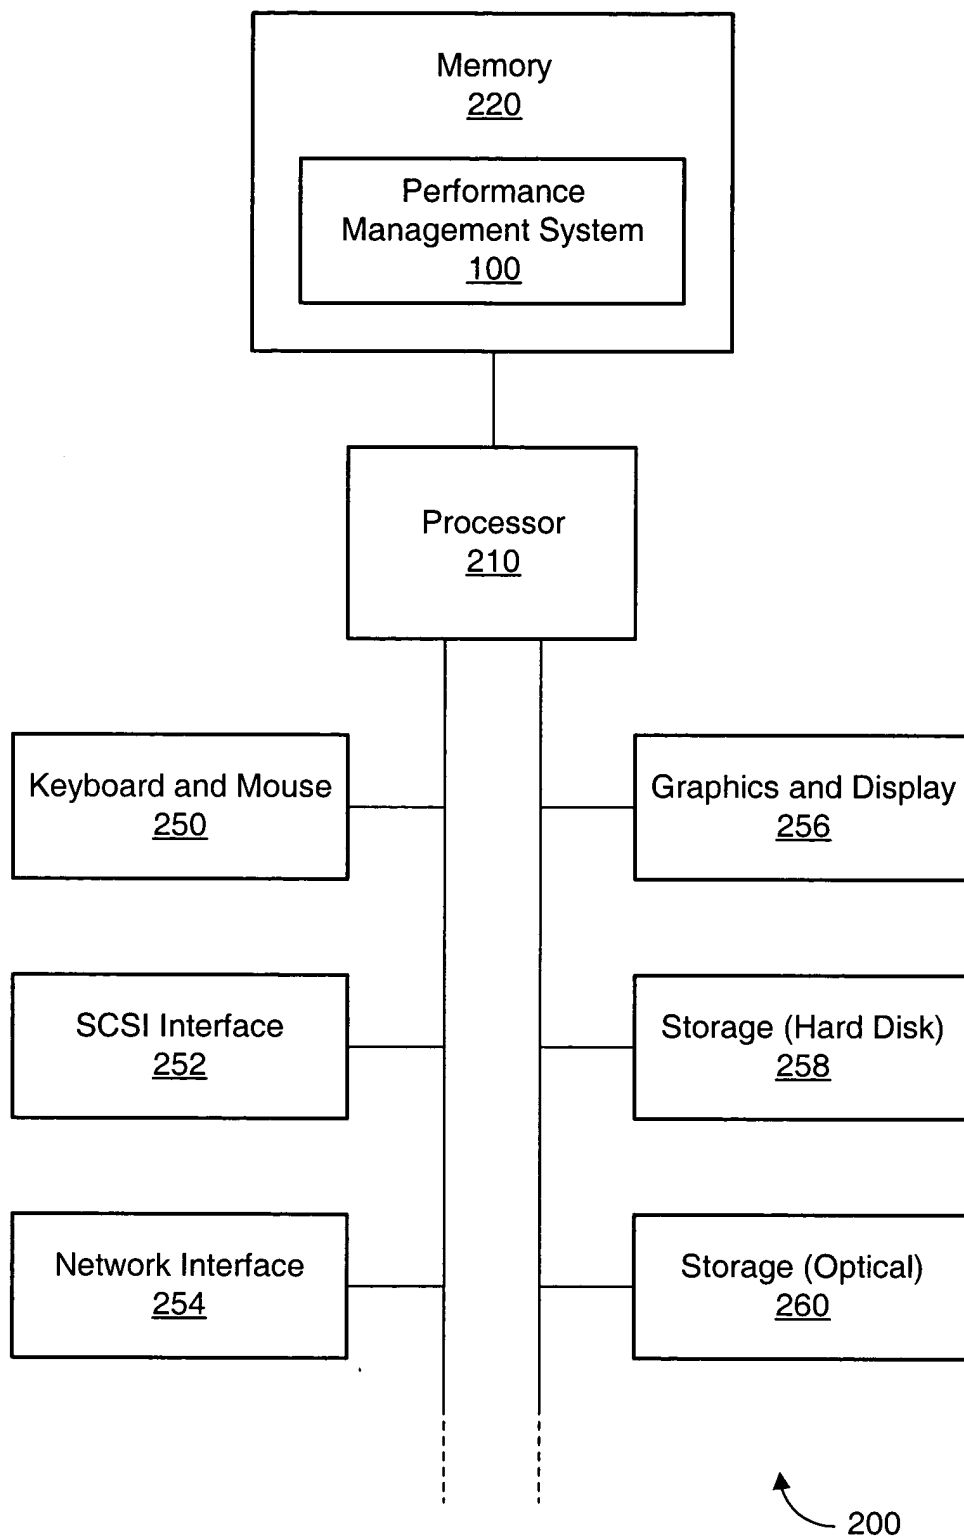 Memory
220
Performance
Management System
100
Processor
210
Keyboard and Mouse
250
Graphics and Display
256
SCSI Interface
252
Storage (Hard Disk)
258
Network Interface
254
Storage (Optical)
260
200